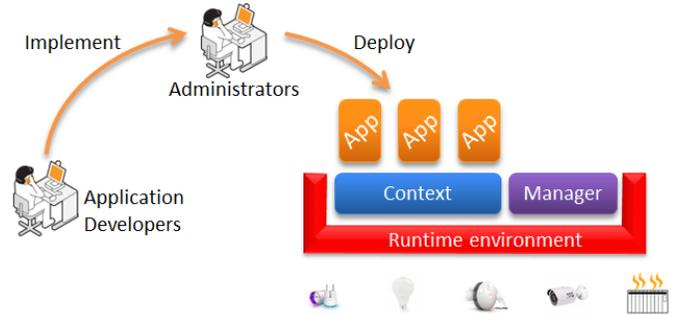 Implement
Deploy
Administrators
App
App
App
Application
Developers
Context
Manager
Runtime environment